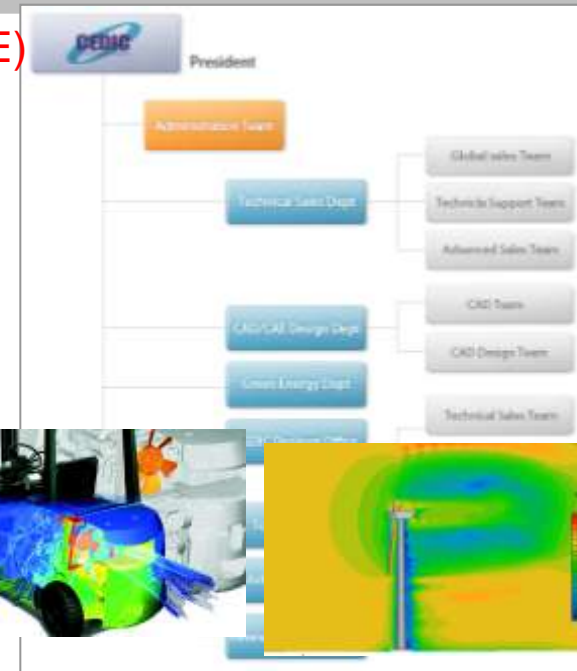 E)
CEDIC
President
Administration Team
Technical Sales Dept
Global sales Team
Technicla Support Team
Advanced Sales Team
CAD/CAE Design Dept
CAD Team
CAD Design Team
Green Energy Dept
Technical Sales Team
Office